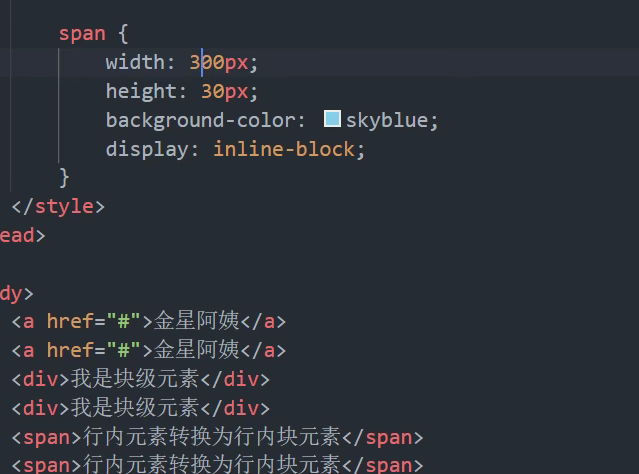 span {
width: 300px;
height: 30px;
background-color: skyblue;
display: inline-block;
}
</style>
ead>
dy>
<a href="#">金星阿姨</a>
<a href="#">金星阿姨</a>
<div>我是块级元素</div>
<div>我是块级元素</div>
<span>行内元素转换为行内块元素</span>
<span>行内元素转换为行内块元素</span>